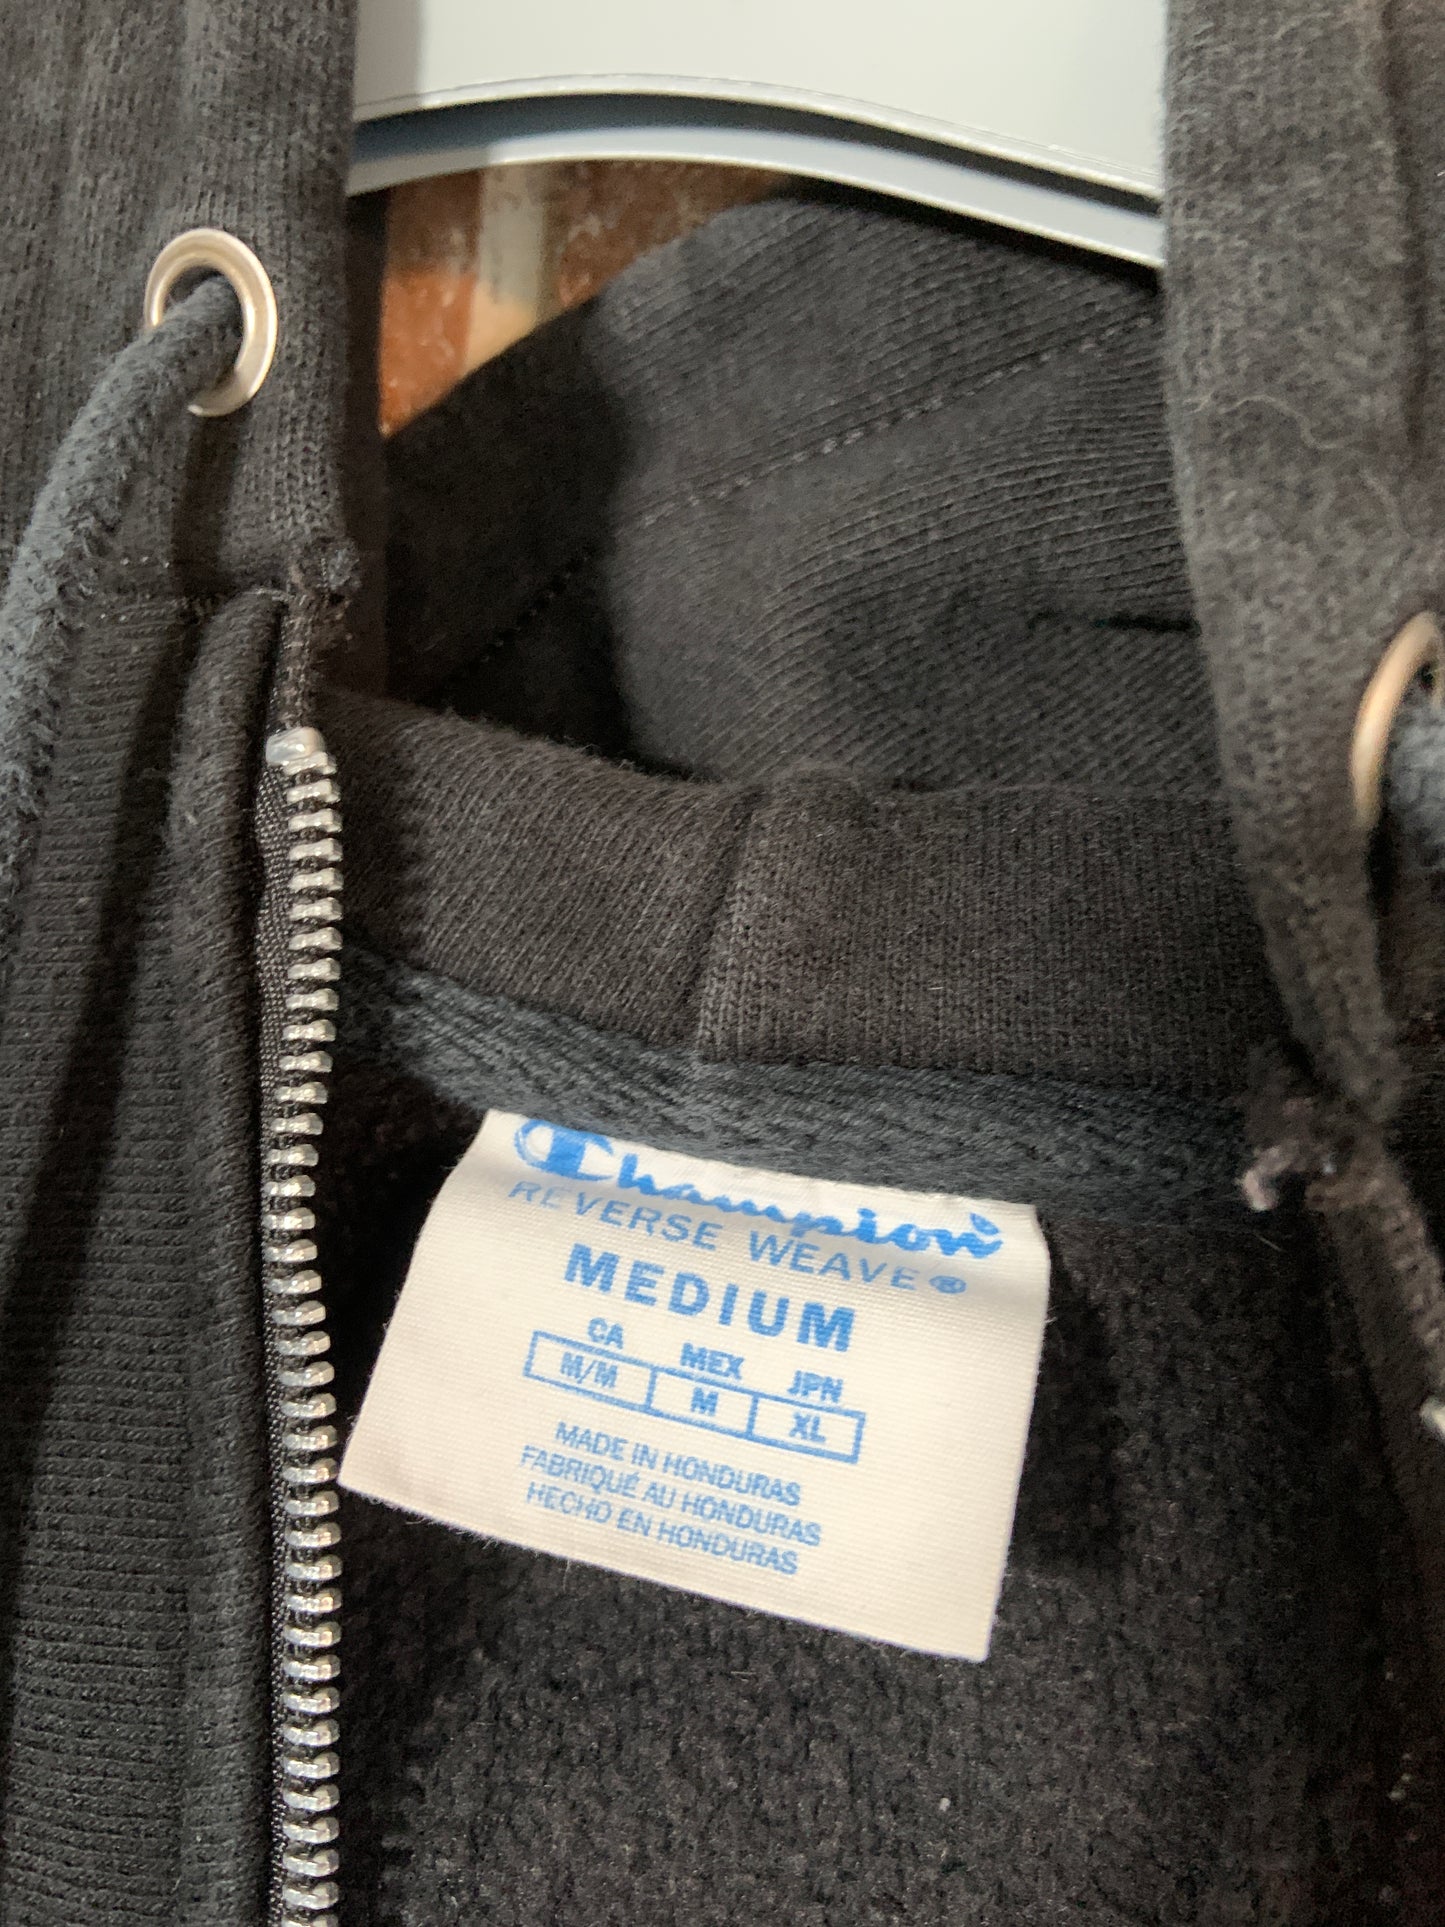 Champion
REVERSE WEAVE®
MEDIUM
CA MEX JPN
M/M M XL
MADE IN HONDURAS
FABRIQUÉ AU HONDURAS
HECHO EN HONDURAS